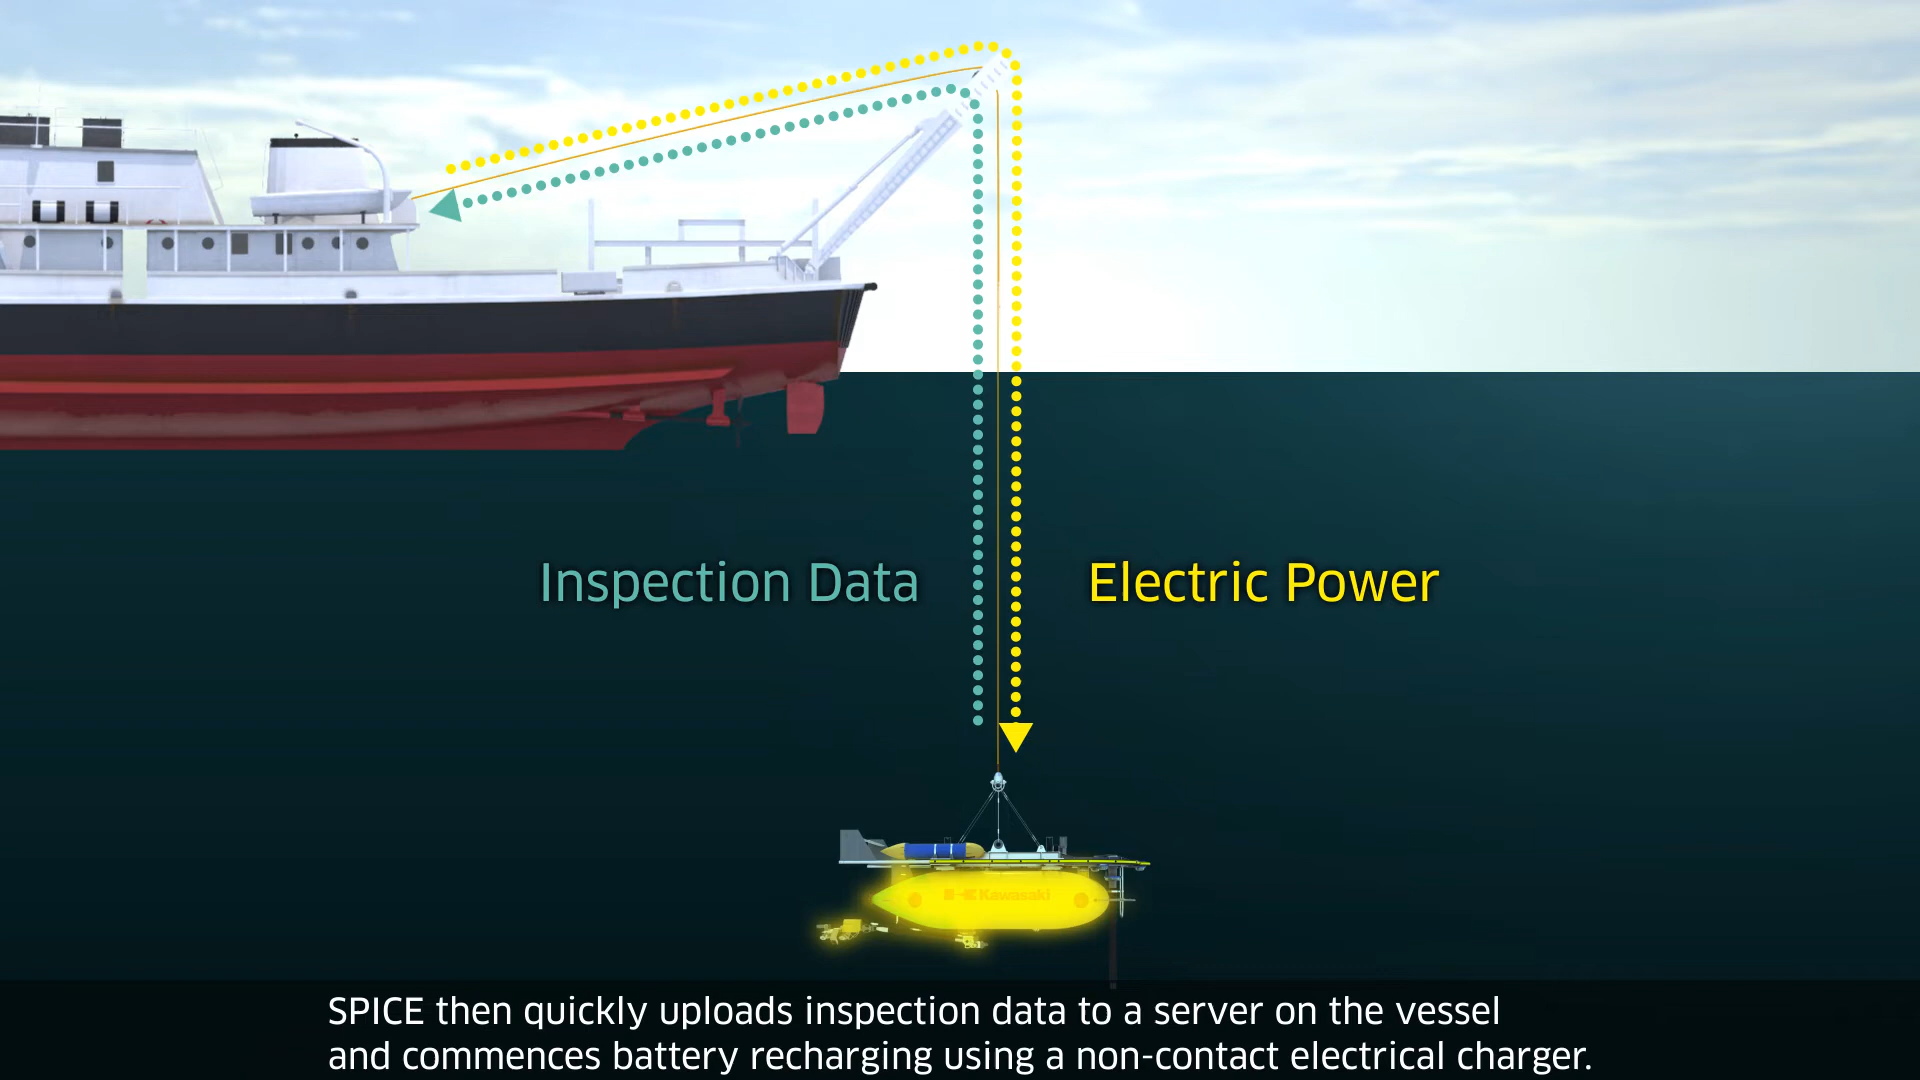 Inspection Data
Electric Power
Kawasaki
SPICE then quickly uploads inspection data to a server on the vessel
and commences battery recharging using a non-contact electrical charger.